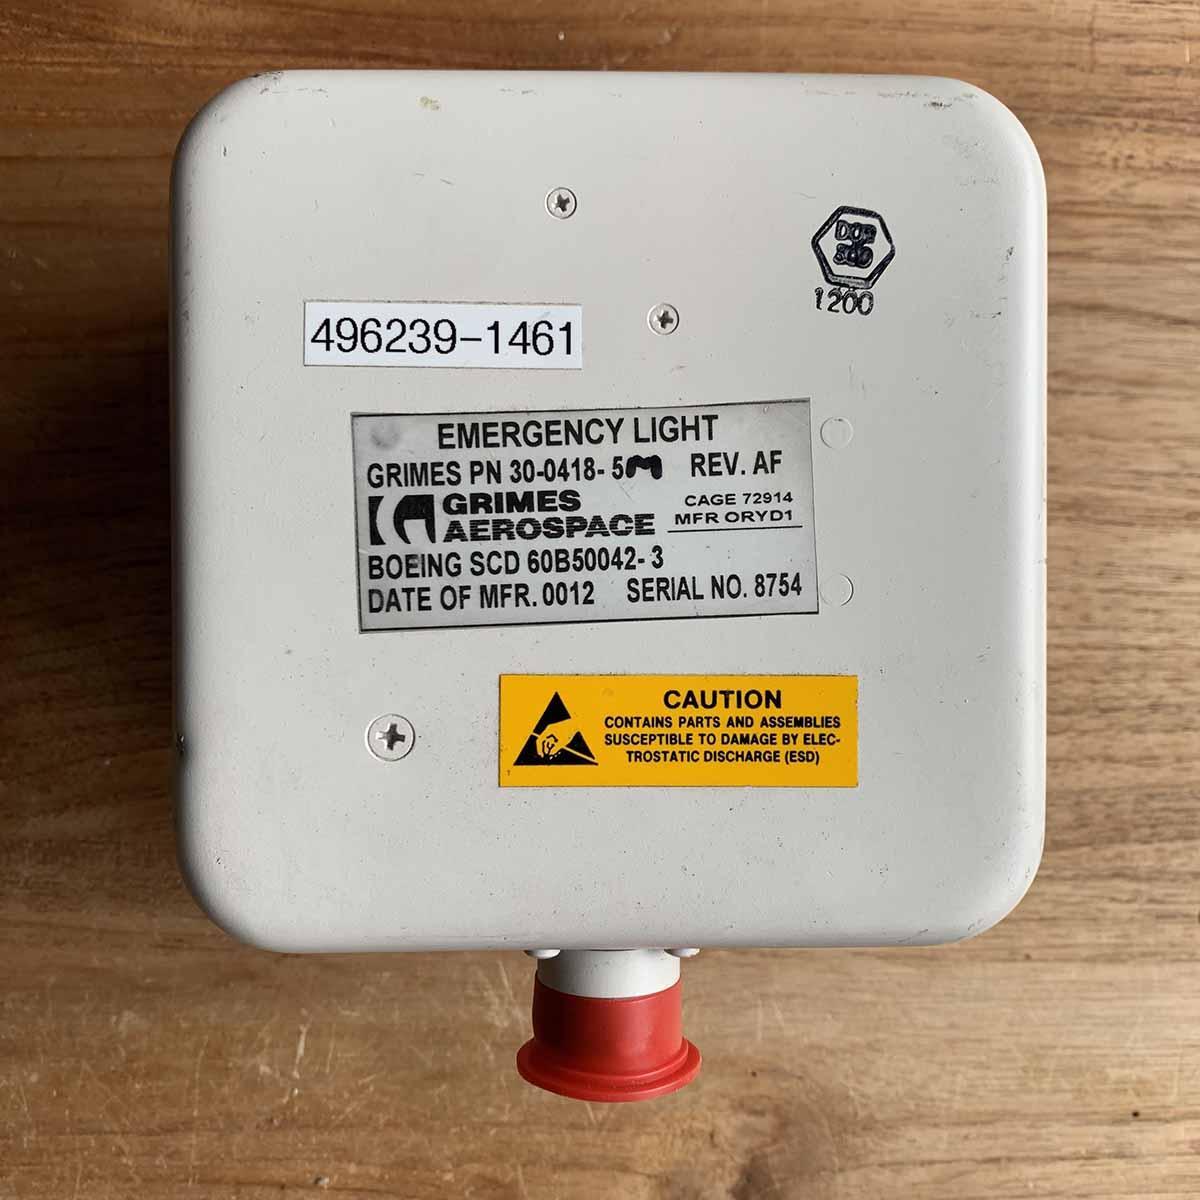 1200
496239-1461
EMERGENCY LIGHT
GRIMES PN 30-0418- 5 REV. AF
GRIMES
AEROSPACE
CAGE 72914
MFR ORYD1
BOEING SCD 60B50042- 3
DATE OF MFR. 0012 SERIAL NO. 8754
CAUTION
CONTAINS PARTS AND ASSEMBLIES
SUSCEPTIBLE TO DAMAGE BY ELEC-
TROSTATIC DISCHARGE (ESD)